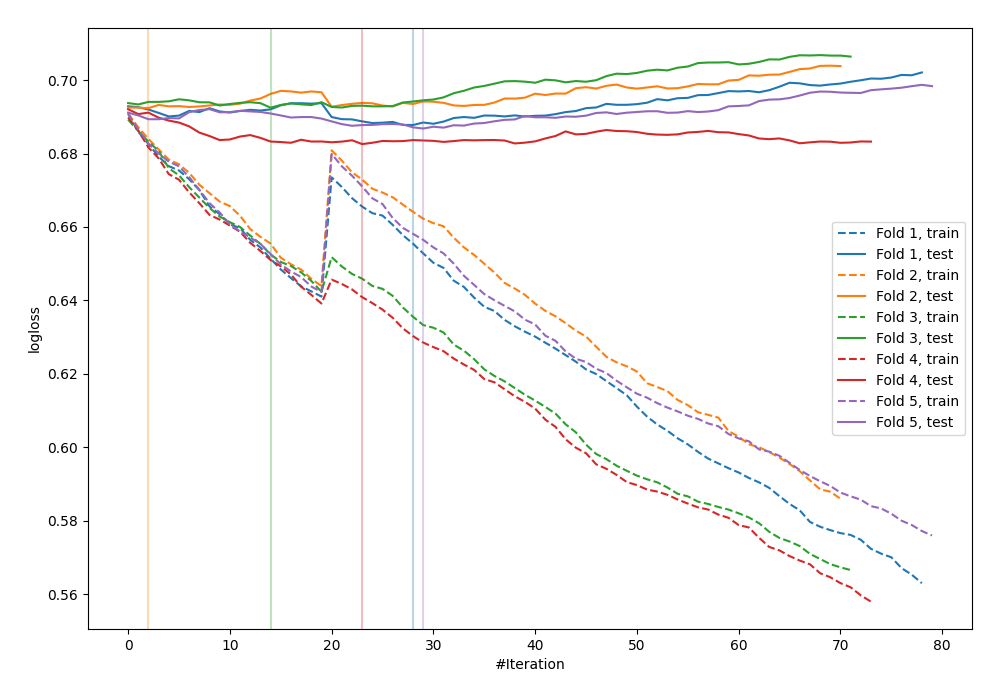 0.70
0.68
0.66
0.64
0.62
0.60
0.58
0.56
logloss
0
10
20
30
40
50
60
70
80
#Iteration
Fold 1, train
Fold 1, test
Fold 2, train
Fold 2, test
Fold 3, train
Fold 3, test
Fold 4, train
Fold 4, test
Fold 5, train
Fold 5, test